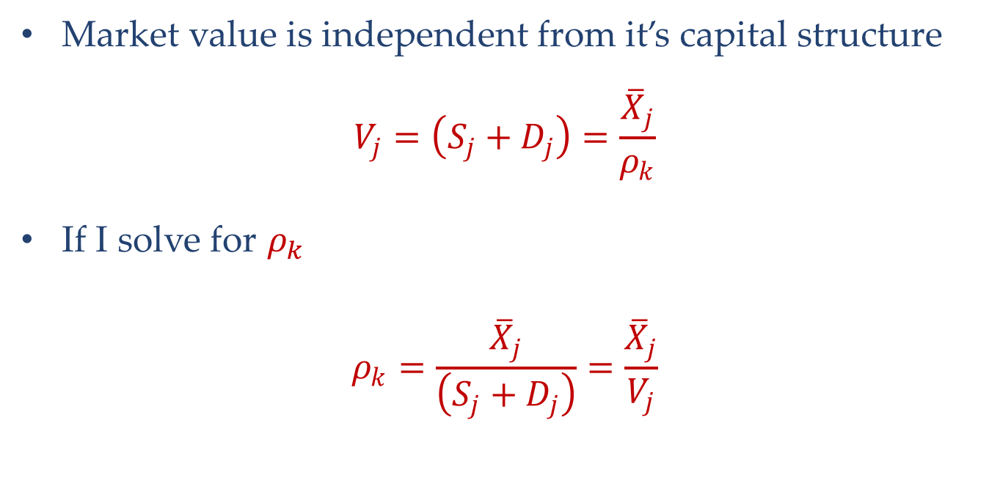 • Market value is independent from it’s capital structure
V_j = (S_j + D_j) = X̄_j / ρ_k
• If I solve for ρ_k
ρ_k = X̄_j / (S_j + D_j) = X̄_j / V_j